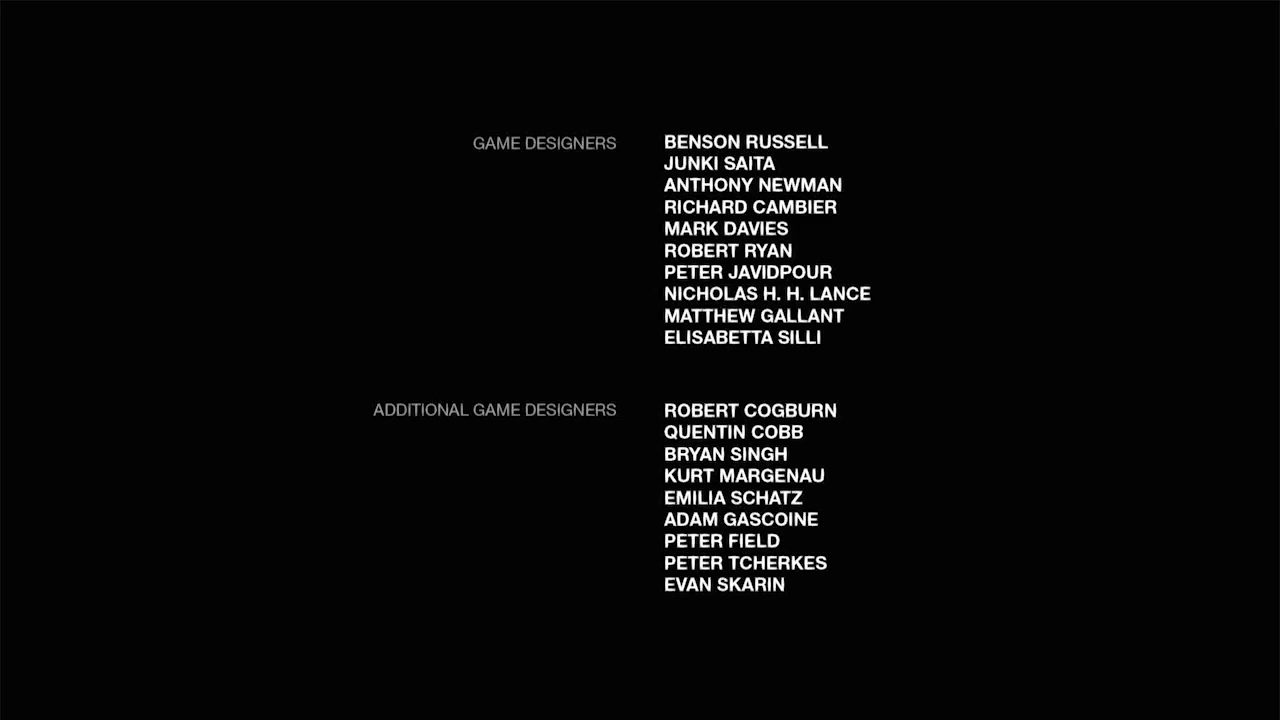 GAME DESIGNERS BENSON RUSSELL
JUNKI SAITA
ANTHONY NEWMAN
RICHARD CAMBIER
MARK DAVIES
ROBERT RYAN
PETER JAVIDPOUR
NICHOLAS H. H. LANCE
MATTHEW GALLANT
ELISABETTA SILLI
ADDITIONAL GAME DESIGNERS ROBERT COGBURN
QUENTIN COBB
BRYAN SINGH
KURT MARGENAU
EMILIA SCHATZ
ADAM GASCOINE
PETER FIELD
PETER TCHERKES
EVAN SKARIN